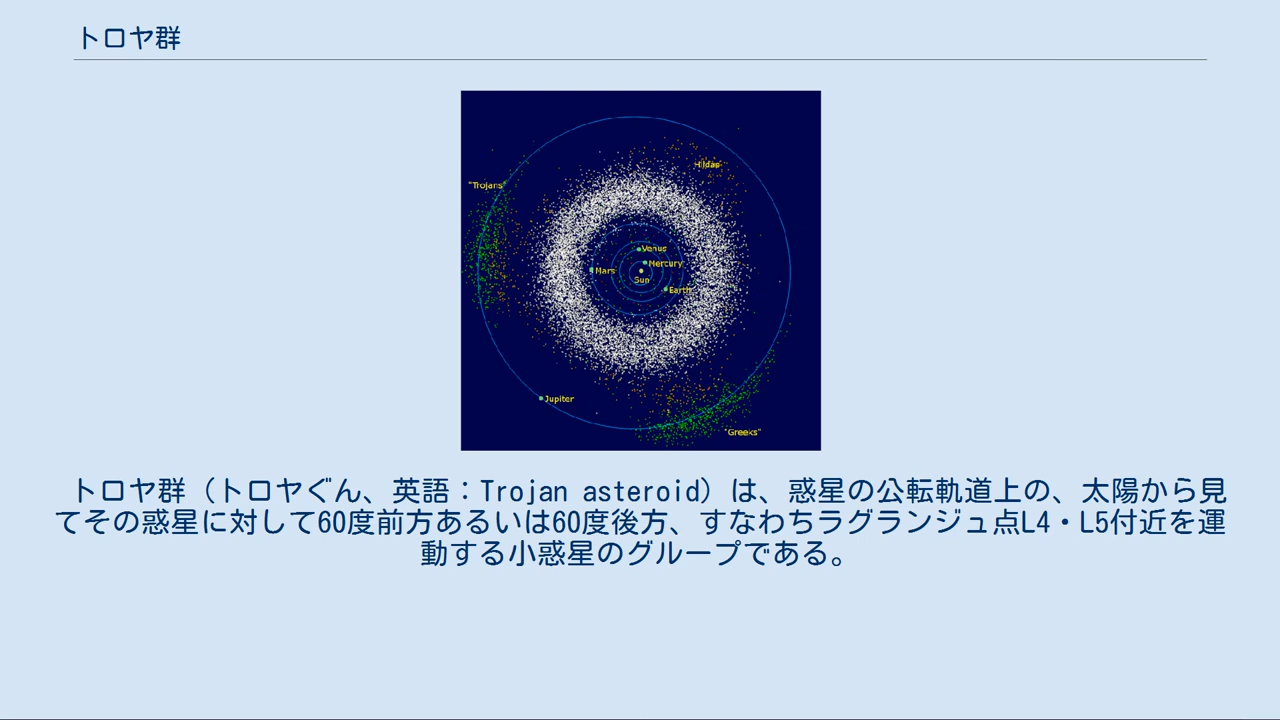 トロヤ群
"Trojans"
Hildas
Venus
Mercury
Mars
Sun
Earth
Jupiter
"Greeks"
トロヤ群（トロヤぐん、英語：Trojan asteroid）は、惑星の公転軌道上の、太陽から見
てその惑星に対して60度前方あるいは60度後方、すなわちラグランジュ点L4・L5付近を運
動する小惑星のグループである。